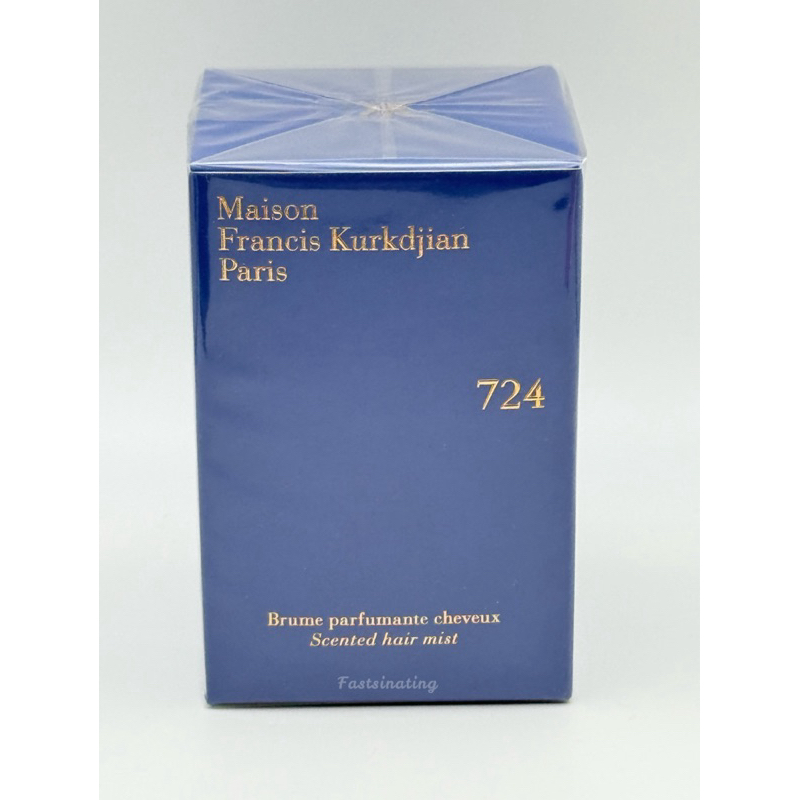 Maison
Francis Kurkdjian
Paris
724
Brume parfumante cheveux
Scented hair mist
Fastsinating